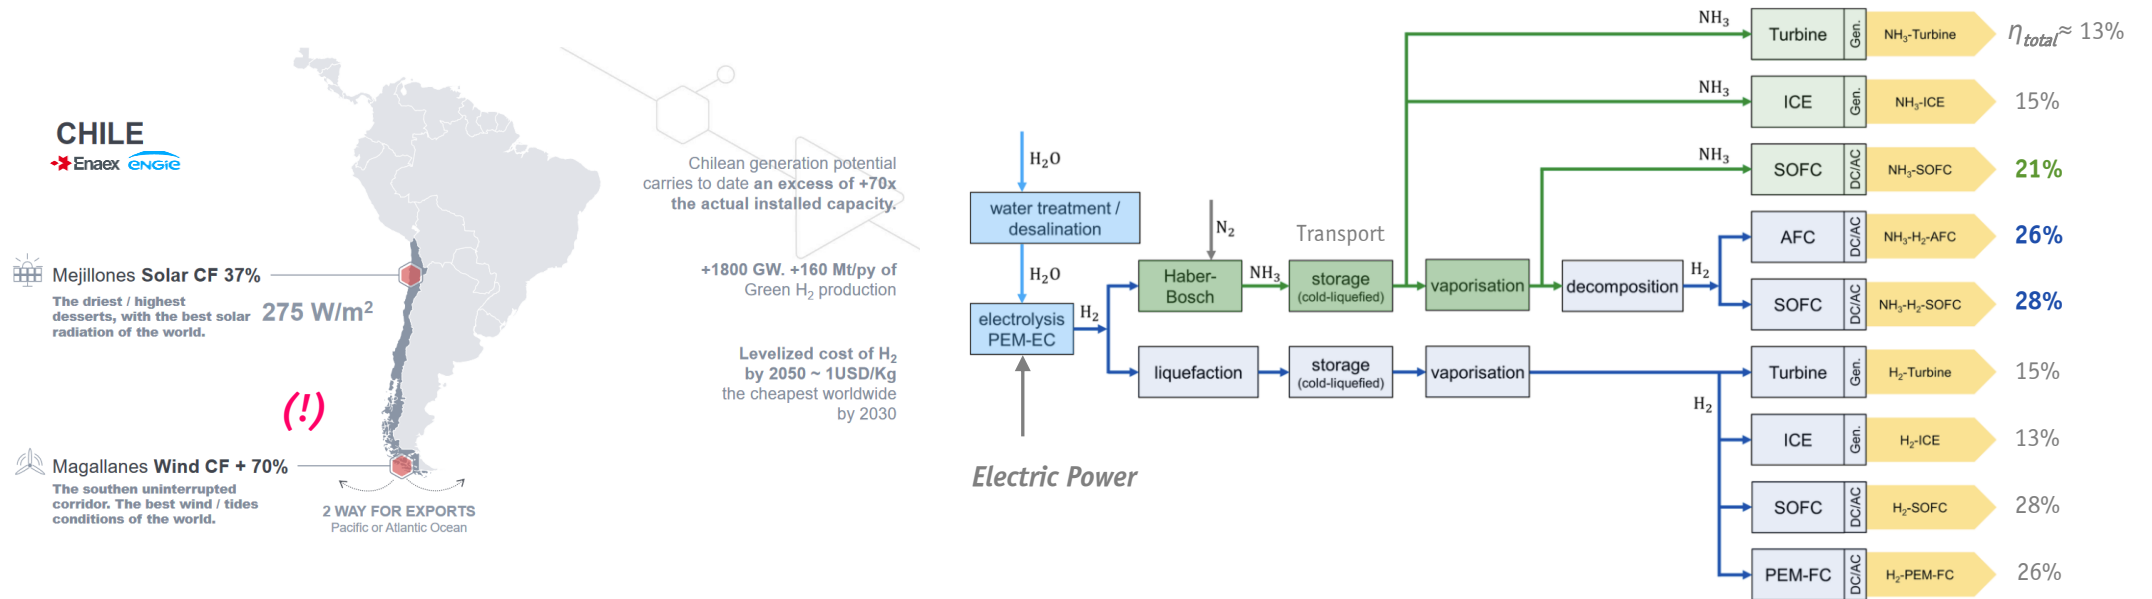 CHILE
Enaex ENGIE
Mejillones Solar CF 37%
The driest / highest
desserts, with the best solar
radiation of the world.
275 W/m²
(!)
Magallanes Wind CF + 70%
The southen uninterrupted
corridor. The best wind / tides
conditions of the world.
2 WAY FOR EXPORTS
Pacific or Atlantic Ocean
Chilean generation potential
carries to date an excess of +70x
the actual installed capacity.
+1800 GW. +160 Mt/py of
Green H₂ production
Levelized cost of H₂
by 2050 ~ 1USD/Kg
the cheapest worldwide
by 2030
H₂O
water treatment /
desalination
H₂O
electrolysis
PEM-EC
Electric Power
H₂
N₂
Haber-
Bosch
NH₃
Transport
storage
(cold-liquefied)
vaporisation
decomposition
H₂
liquefaction
storage
(cold-liquefied)
vaporisation
H₂
NH₃
Turbine
Gen.
NH₃-Turbine
η total ≈ 13%
NH₃
ICE
Gen.
NH₃-ICE
15%
NH₃
SOFC
DC/AC
NH₃-SOFC
21%
AFC
DC/AC
NH₃-H₂-AFC
26%
SOFC
DC/AC
NH₃-H₂-SOFC
28%
Turbine
Gen.
H₂-Turbine
15%
ICE
Gen.
H₂-ICE
13%
SOFC
DC/AC
H₂-SOFC
28%
PEM-FC
DC/AC
H₂-PEM-FC
26%